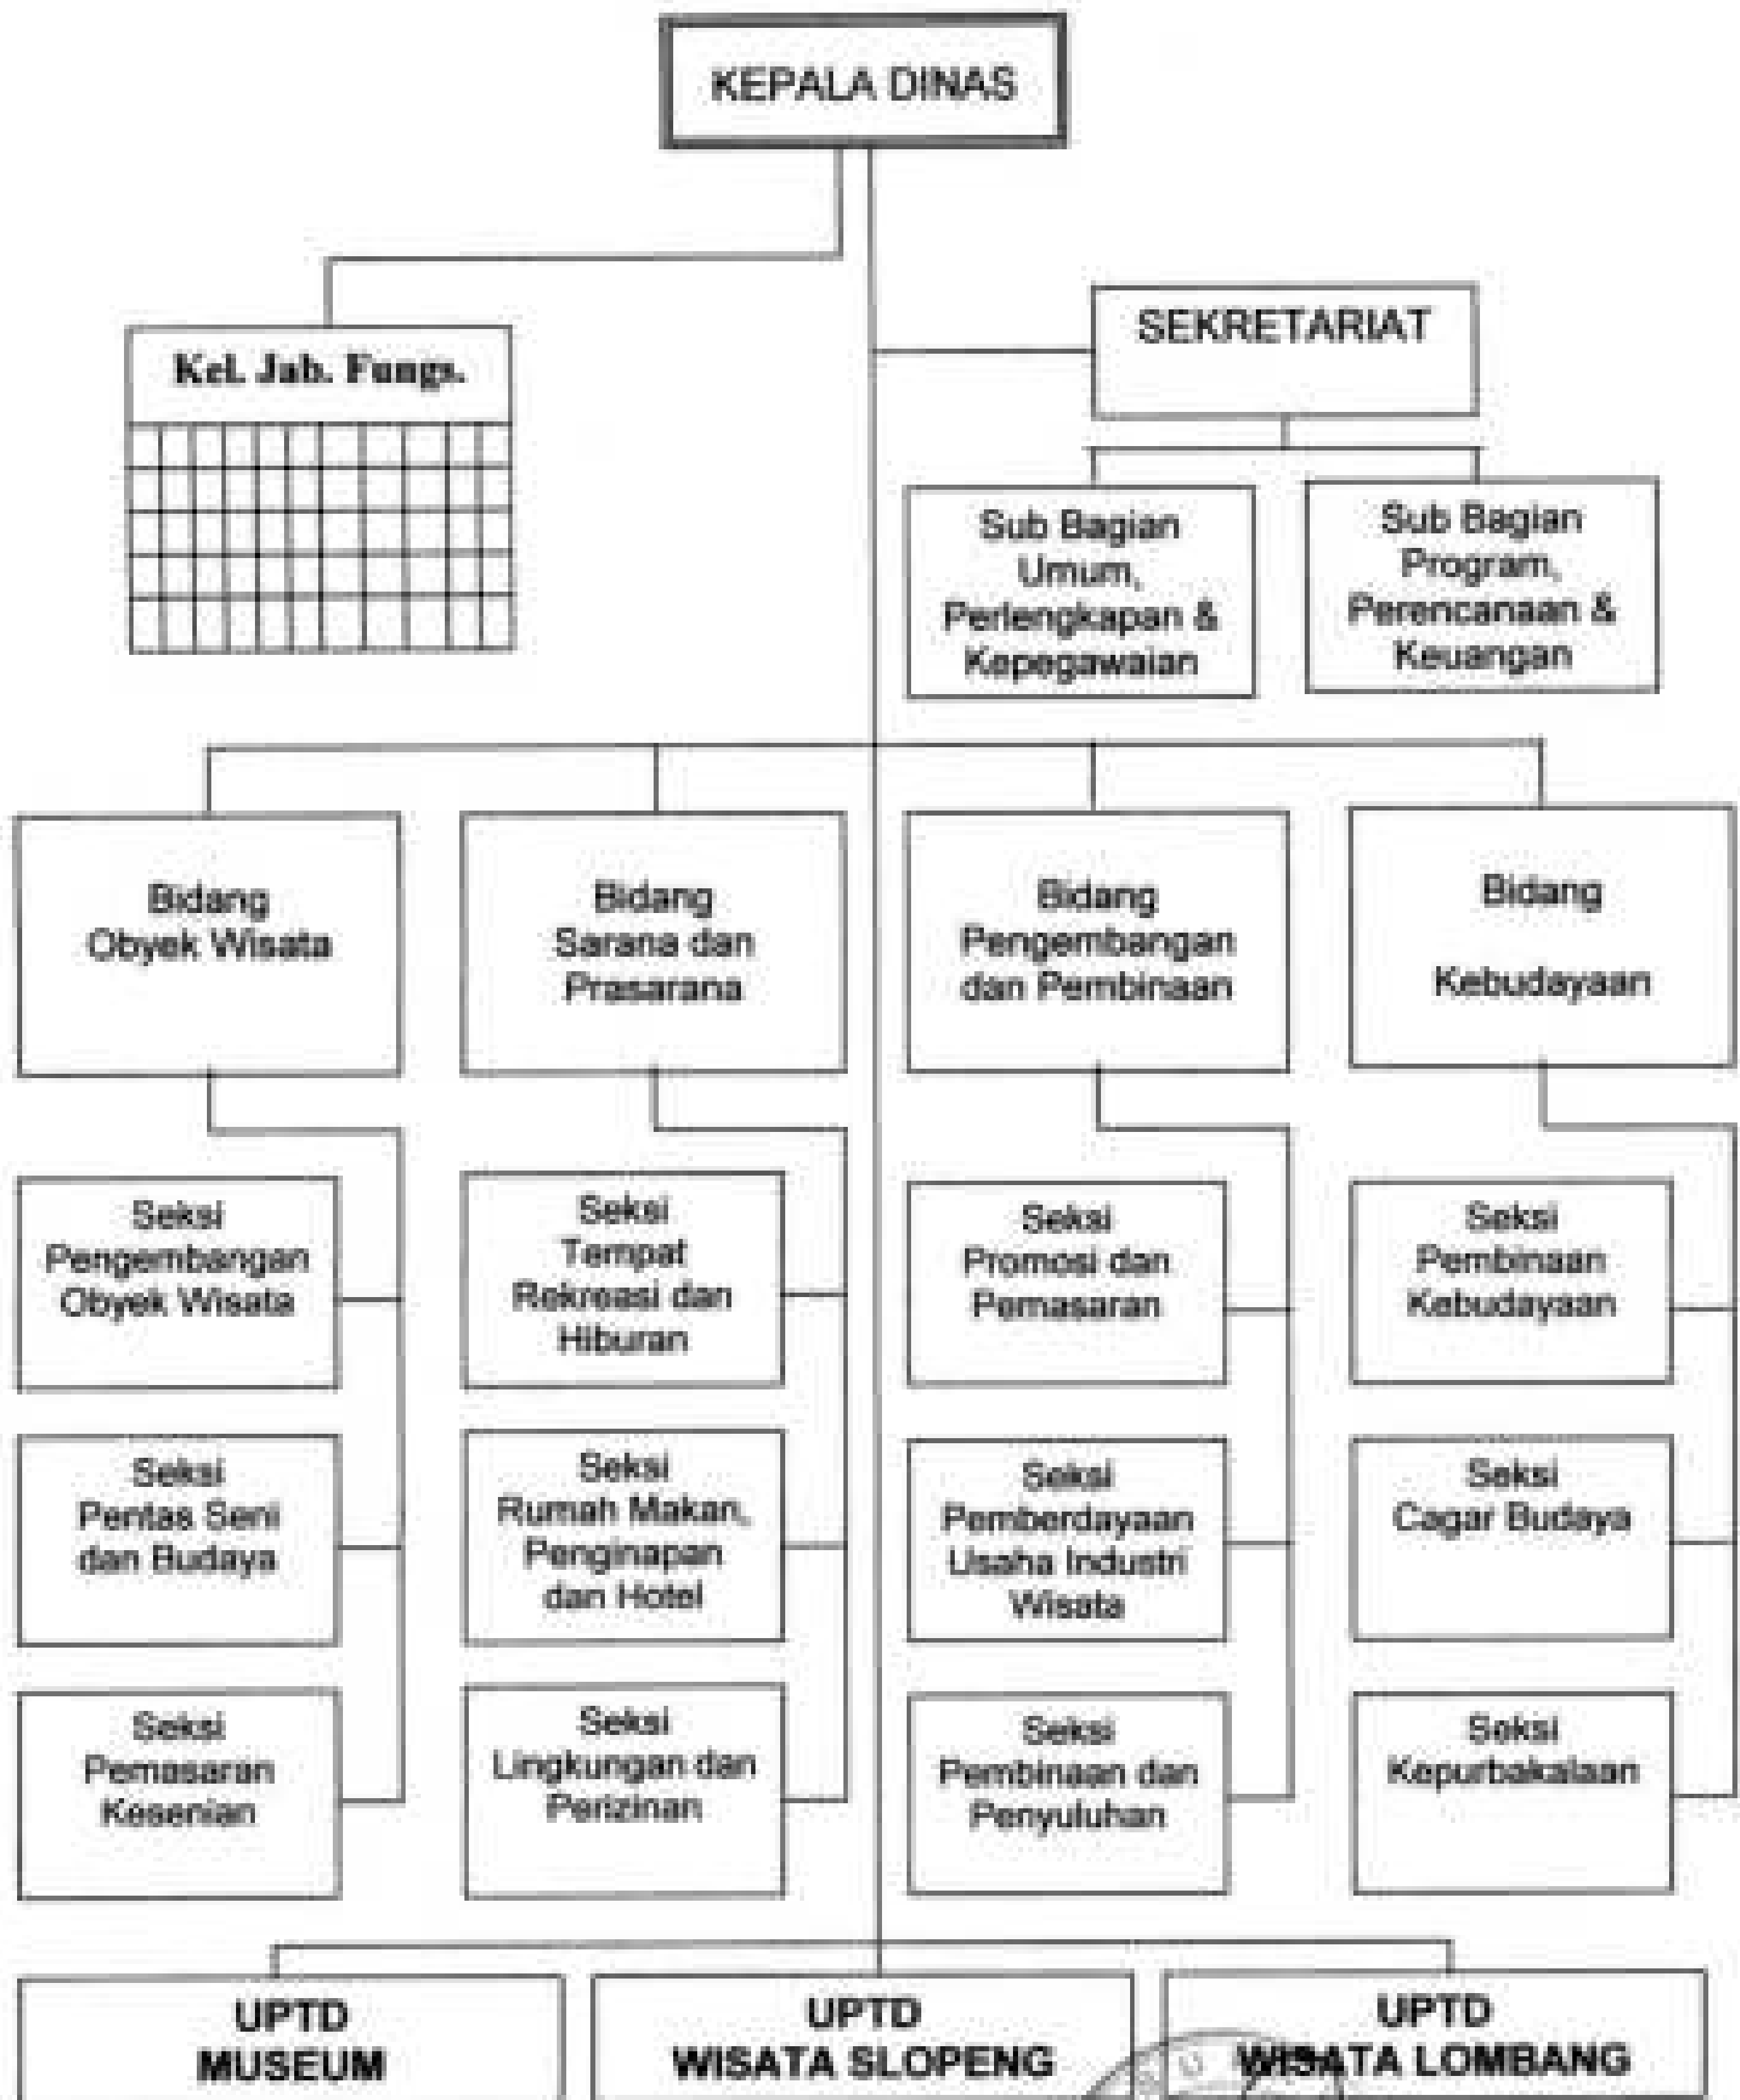 KEPALA DINAS
Kel. Jab. Fungs.
SEKRETARIAT
Sub Bagian
Umum,
Perlengkapan &
Kepegawaian
Sub Bagian
Program,
Perencanaan &
Keuangan
Bidang
Obyek Wisata
Bidang
Sarana dan
Prasarana
Bidang
Pengembangan
dan Pembinaan
Bidang
Kebudayaan
Seksi
Pengembangan
Obyek Wisata
Seksi
Tempat
Rekreasi dan
Hiburan
Seksi
Promosi dan
Pemasaran
Seksi
Pembinaan
Kebudayaan
Seksi
Pentas Seni
dan Budaya
Seksi
Rumah Makan,
Penginapan
dan Hotel
Seksi
Pemberdayaan
Usaha Industri
Wisata
Seksi
Cagar Budaya
Seksi
Pemasaran
Kesenian
Seksi
Lingkungan dan
Perizinan
Seksi
Pembinaan dan
Penyuluhan
Seksi
Kepurbakalaan
UPTD
MUSEUM
UPTD
WISATA SLOPENG
UPTD
WISATA LOMBANG